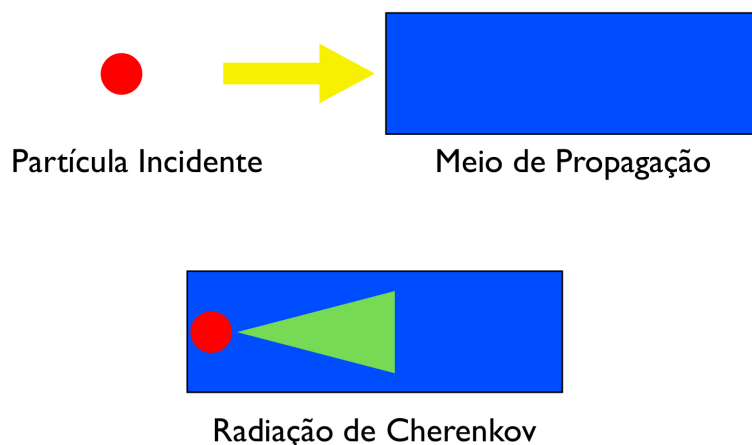 Partícula Incidente
Meio de Propagação
Radiação de Cherenkov